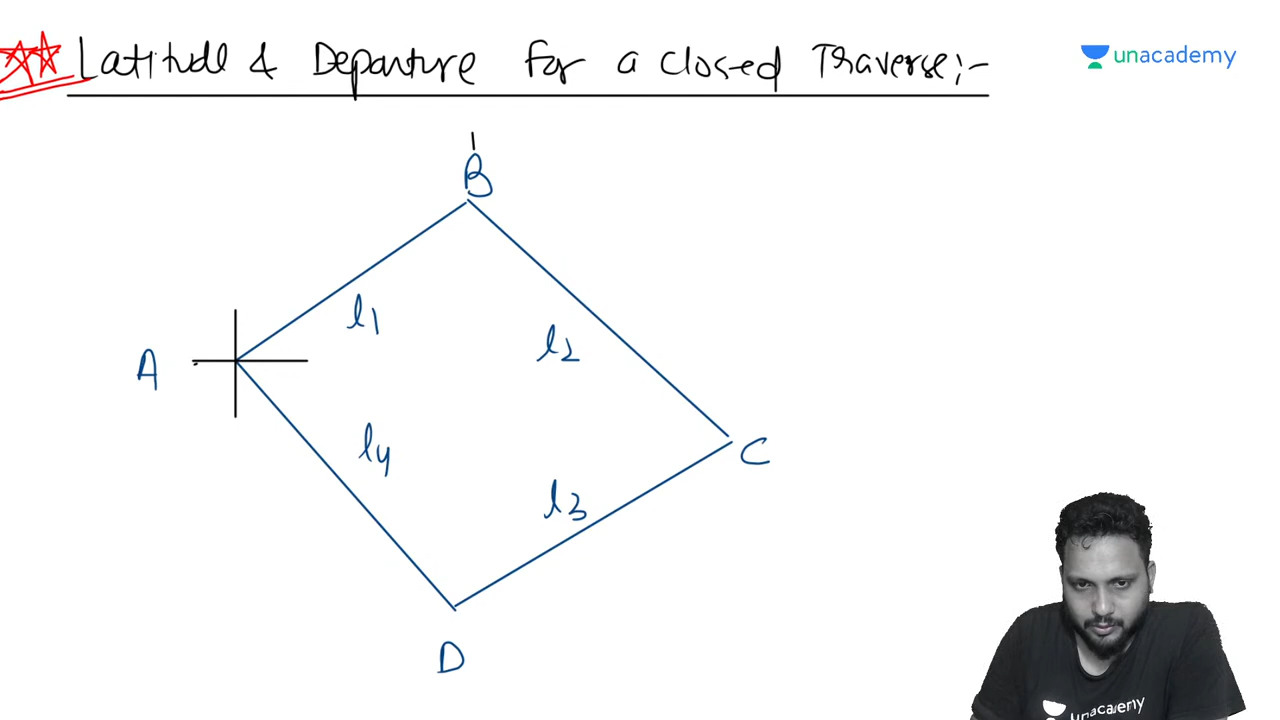 Latitude & Departure for a closed Traverse:-
unacademy
B
l1
l2
A
l4
C
l3
D
unacademy